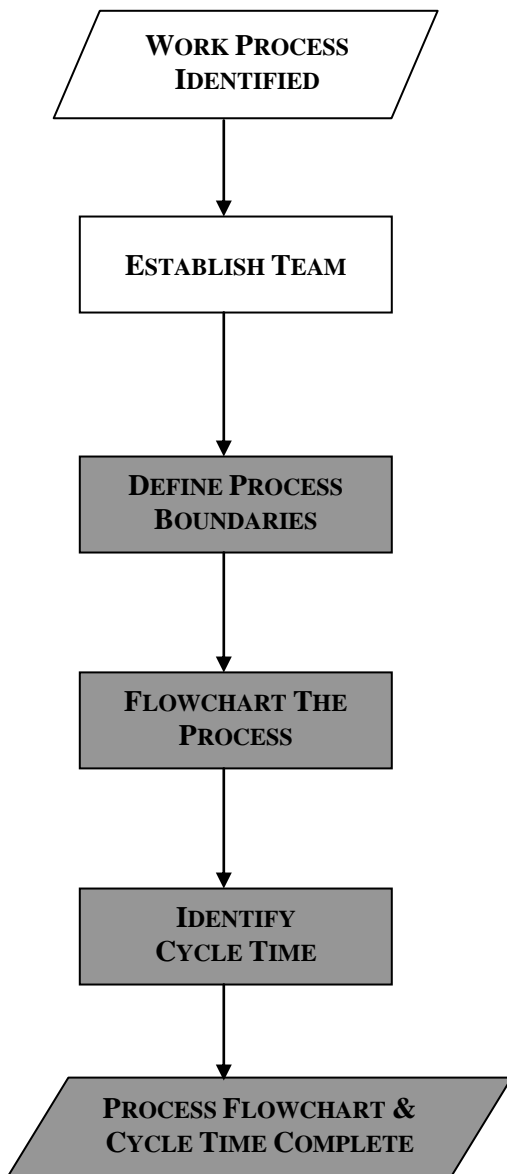 WORK PROCESS
IDENTIFIED
ESTABLISH TEAM
DEFINE PROCESS
BOUNDARIES
FLOWCHART THE
PROCESS
IDENTIFY
CYCLE TIME
PROCESS FLOWCHART &
CYCLE TIME COMPLETE